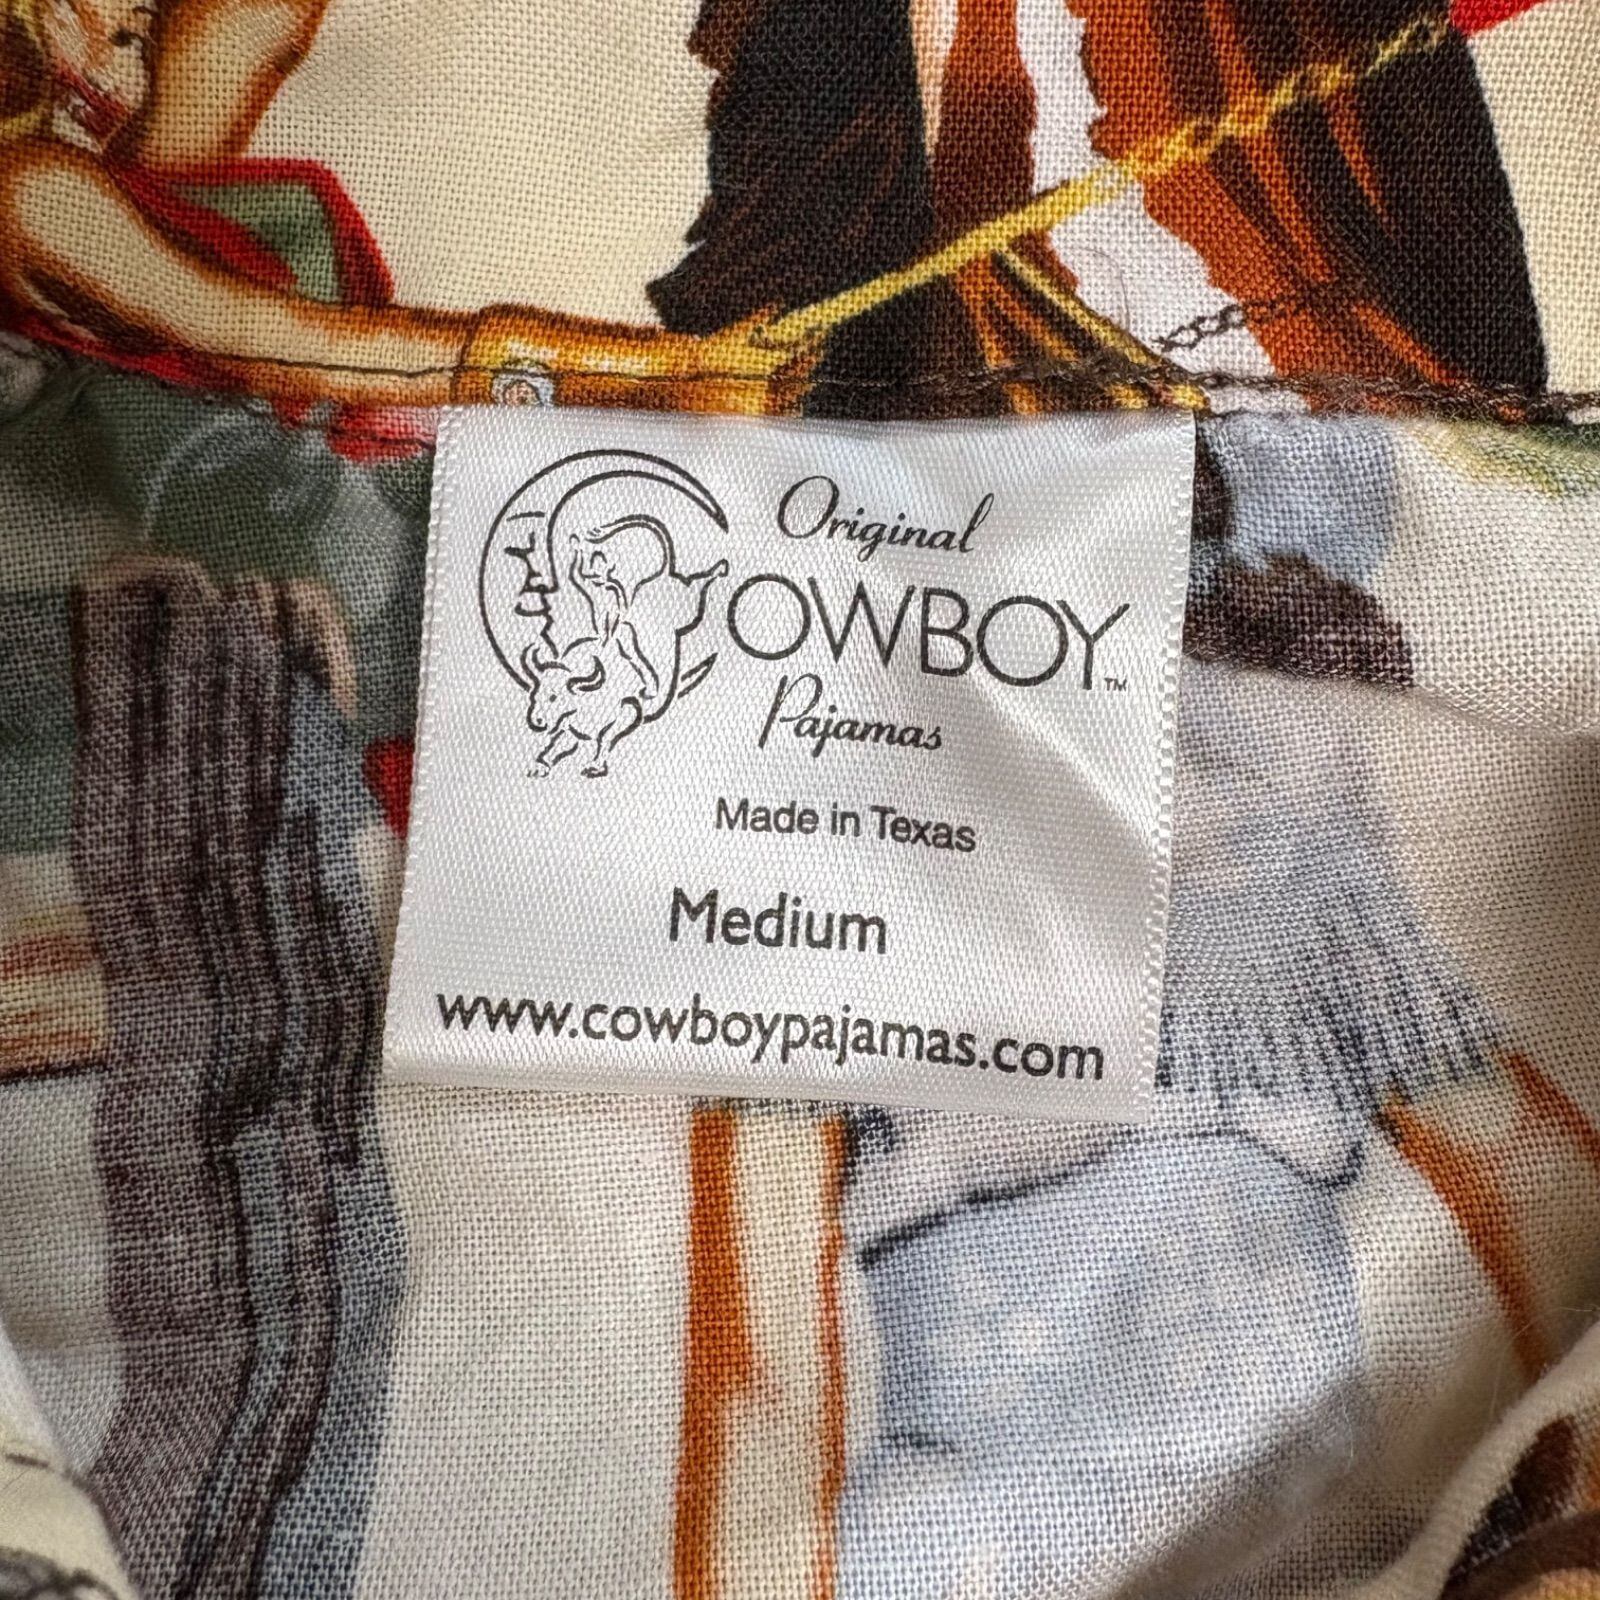 Original
COWBOY™
Pajamas
Made in Texas
Medium
www.cowboypajamas.com